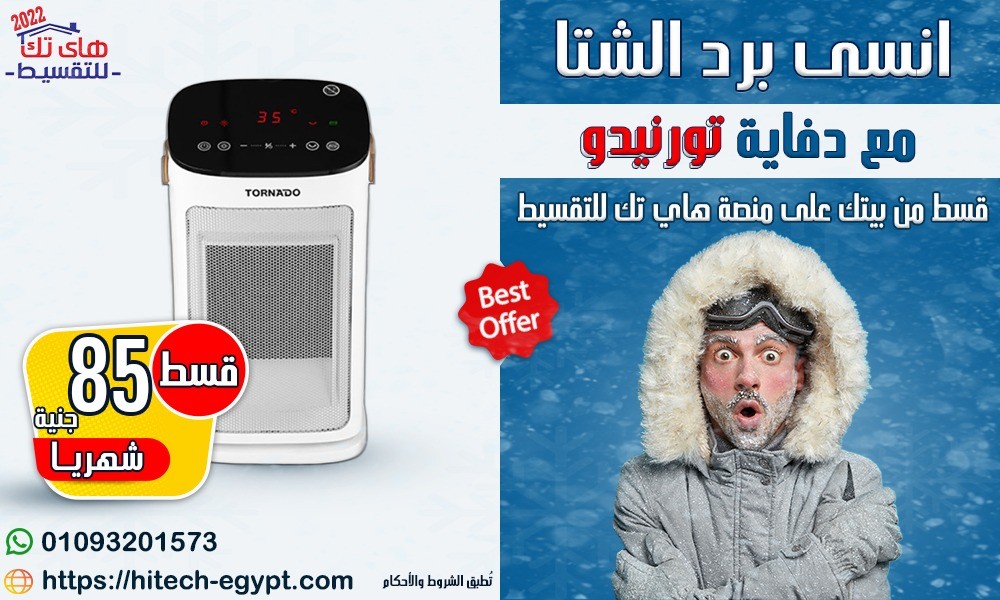 2022
هاى تك
-للتقسيط-
انسى برد الشتا
مع دفاية تورنيدو
قسط من بيتك على منصة هاي تك للتقسيط
35 °C
TORNADO
Best
Offer
قسط 85
جنية
شهريا
01093201573
https://hitech-egypt.com
تُطبق الشروط والأحكام